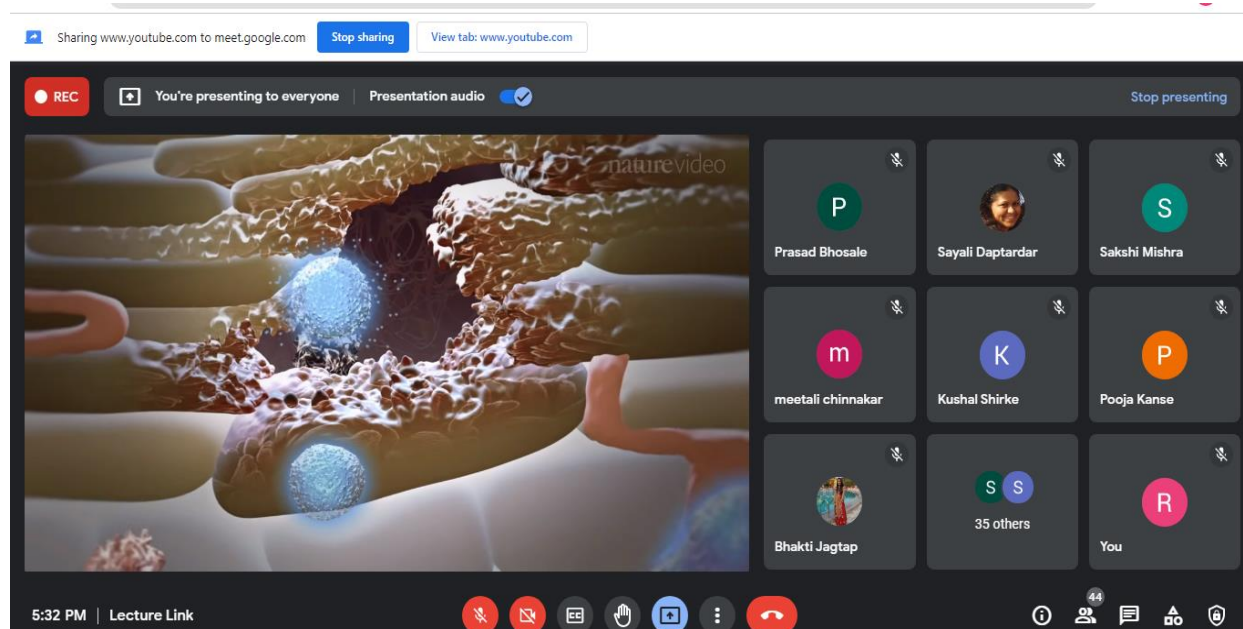 Sharing www.youtube.com to meet.google.com Stop sharing View tab: www.youtube.com
REC You're presenting to everyone | Presentation audio Stop presenting
naturevideo
P
Prasad Bhosale
Sayali Daptardar
S
Sakshi Mishra
m
meetali chinnakar
K
Kushal Shirke
P
Pooja Kanse
Bhakti Jagtap
S S
35 others
R
You
5:32 PM | Lecture Link CC 44